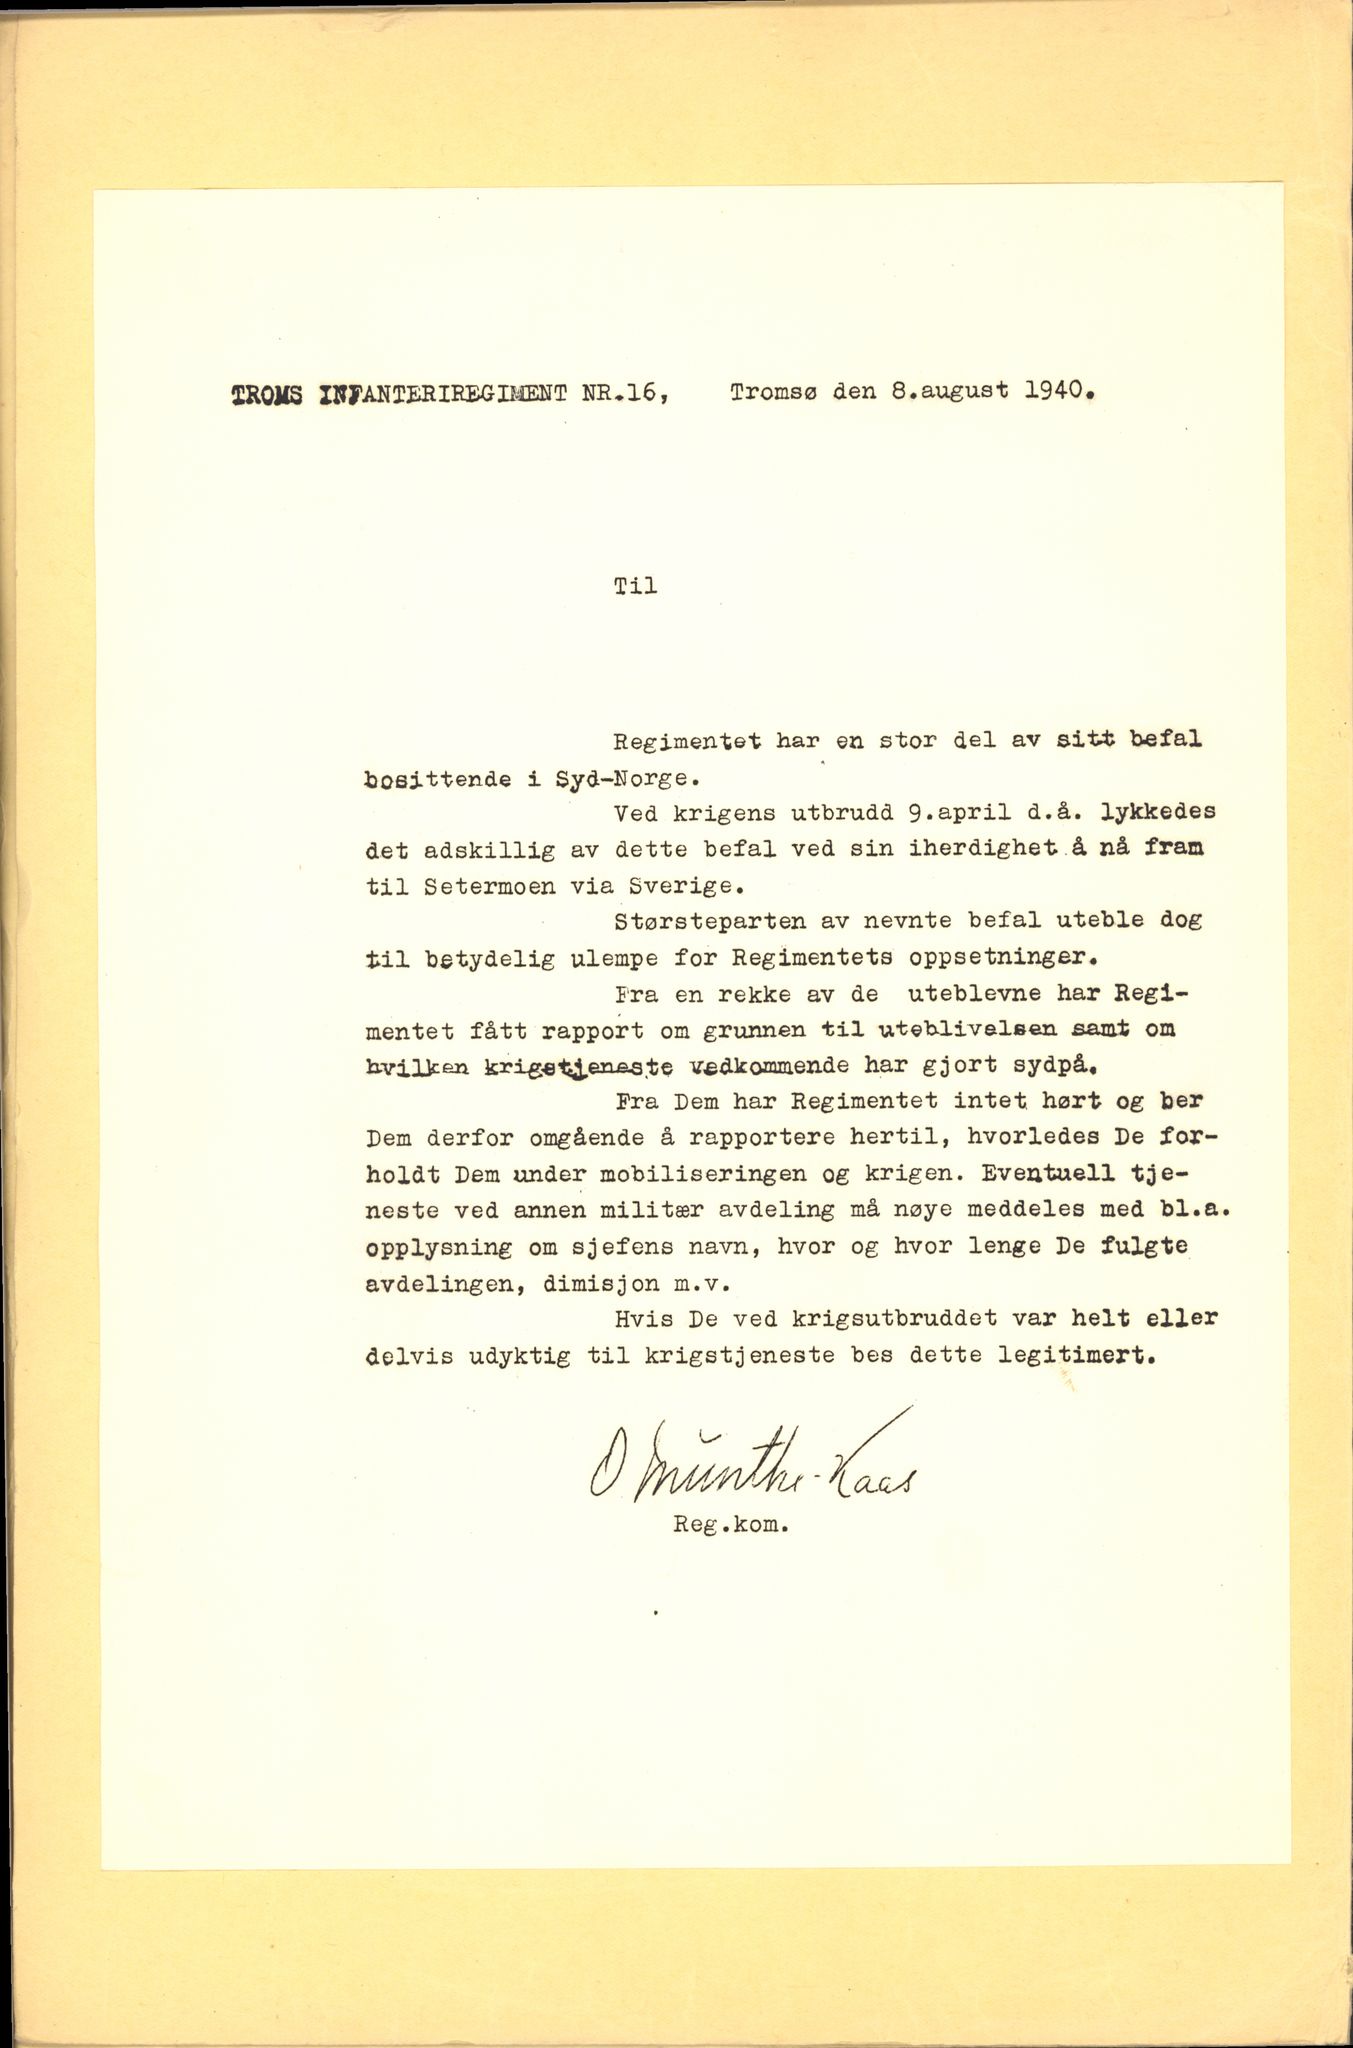 TROMS INFANTERIREGIMENT NR.16, Tromsø den 8.august 1940.
Til
Regimentet har en stor del av sitt befal
bosittende i Syd-Norge.
Ved krigens utbrudd 9.april d.å. lykkedes
det adskillig av dette befal ved sin iherdighet å nå fram
til Setermoen via Sverige.
Størsteparten av nevnte befal uteble dog
til betydelig ulempe for Regimentets oppsetninger.
Fra en rekke av de uteblevne har Regi-
mentet fått rapport om grunnen til uteblivelsen samt om
hvilken krigstjeneste vedkommende har gjort sydpå.
Fra Dem har Regimentet intet hørt og ber
Dem derfor omgående å rapportere hertil, hvorledes De for-
holdt Dem under mobiliseringen og krigen. Eventuell tje-
neste ved annen militær avdeling må nøye meddeles med bl.a.
opplysning om sjefens navn, hvor og hvor lenge De fulgte
avdelingen, dimisjon m.v.
Hvis De ved krigsutbruddet var helt eller
delvis udyktig til krigstjeneste bes dette legitimert.
O Munthe-Kaas
Reg.kom.